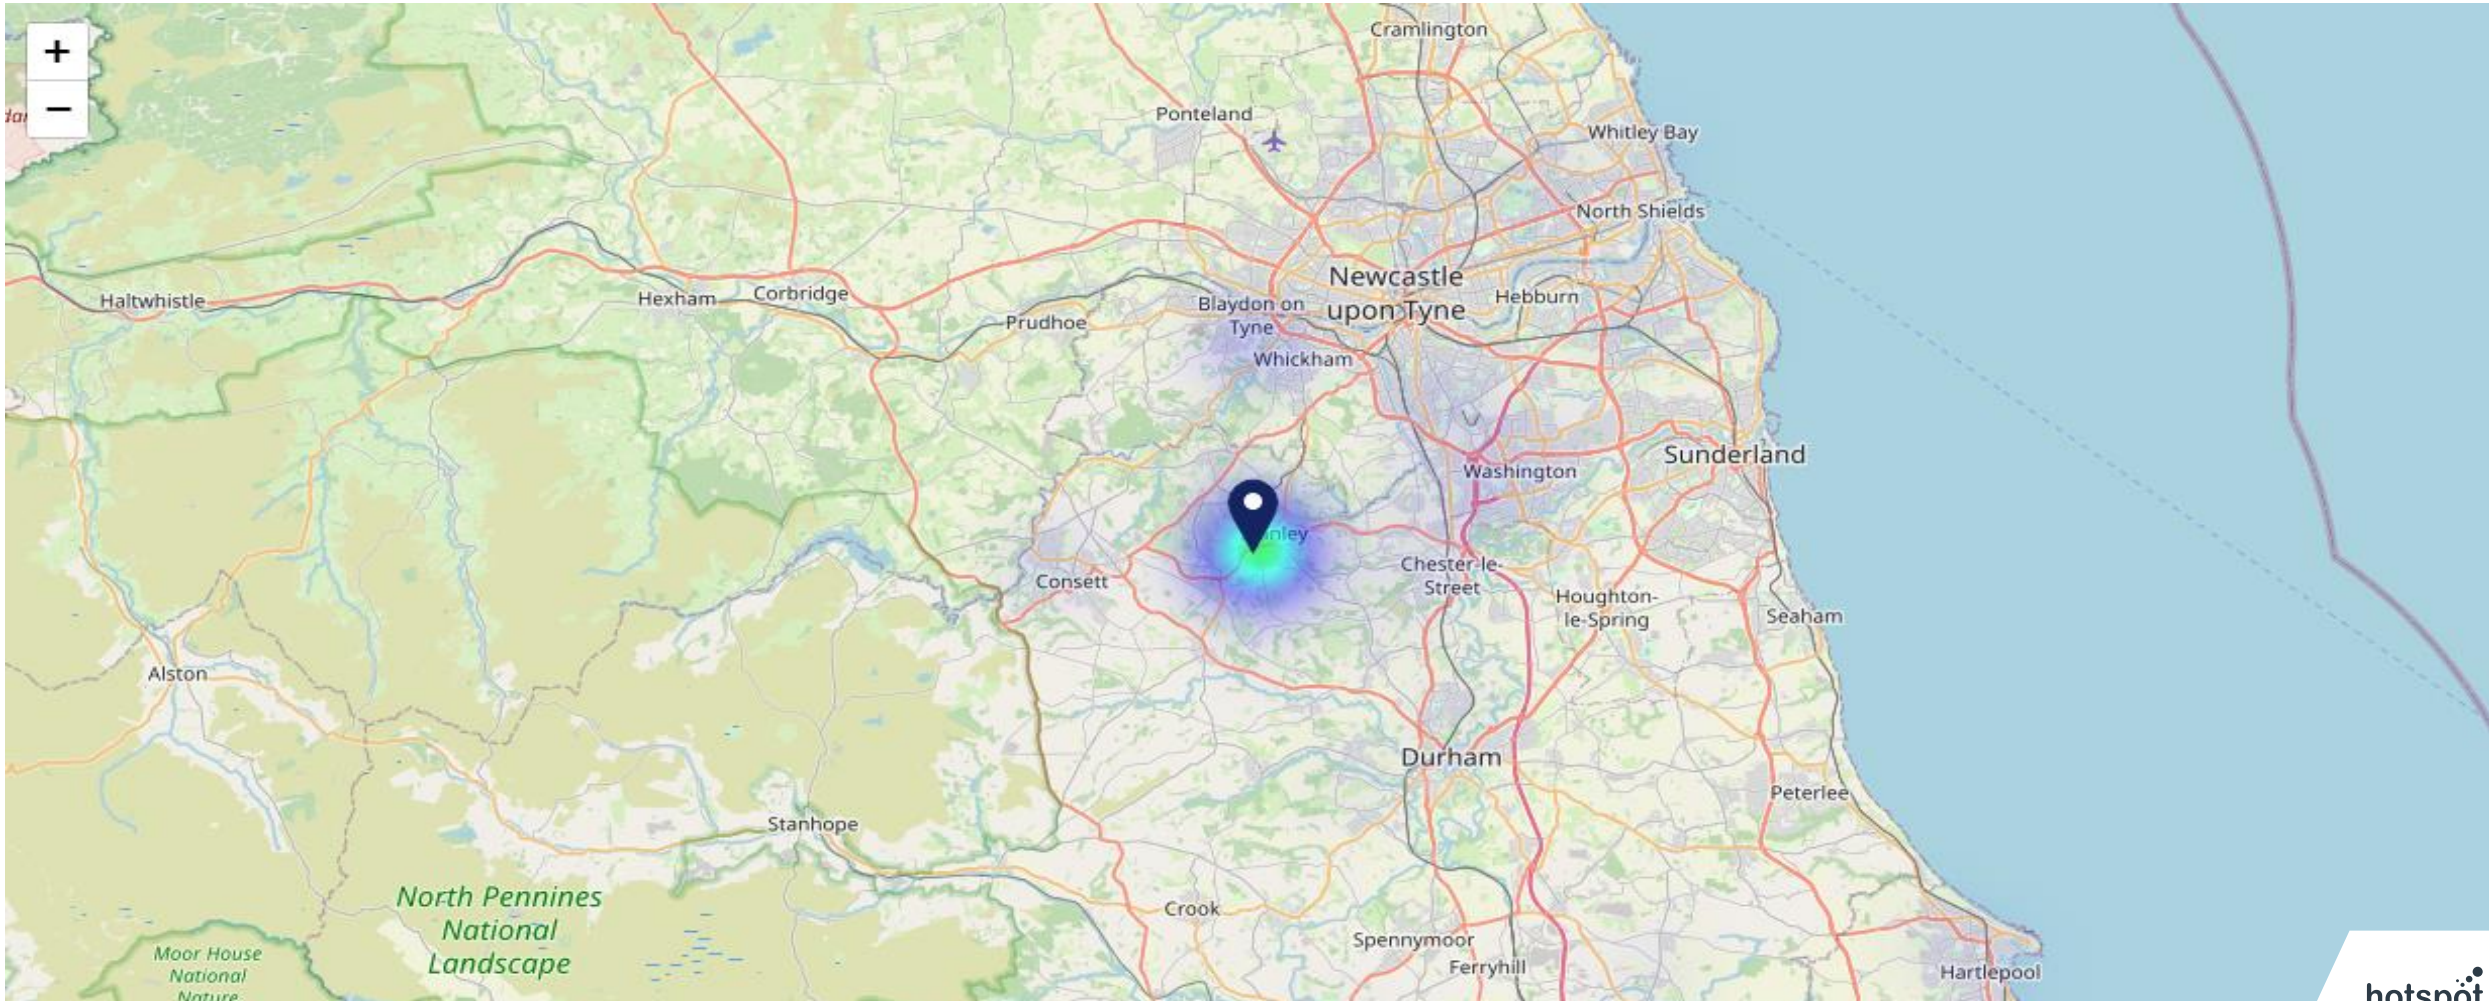 +
Cramlington
−
Ponteland
Whitley Bay
North Shields
Newcastle
upon Tyne
Haltwhistle
Hexham
Corbridge
Prudhoe
Blaydon on
Tyne
Hebburn
Whickham
Sunderland
Washington
Consett
Chester-le-
Street
Houghton-
le-Spring
Seaham
Alston
Durham
Peterlee
Stanhope
North Pennines
National
Landscape
Crook
Spennymoor
Ferryhill
Moor House
National
Nature
Hartlepool
hotspot